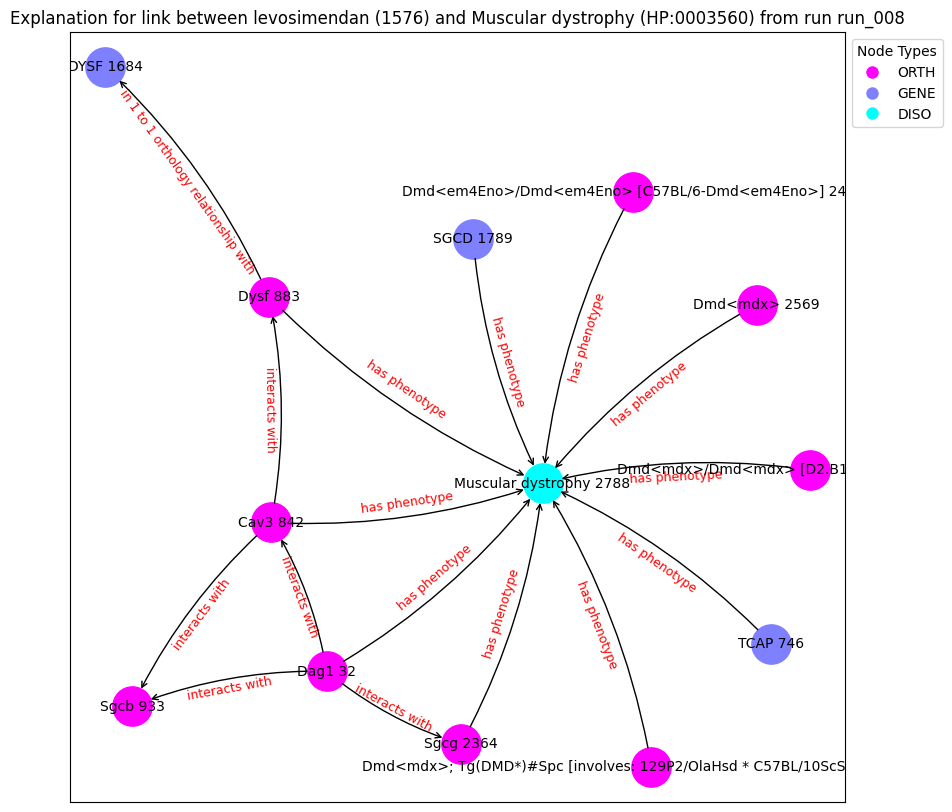 Explanation for link between levosimendan (1576) and Muscular dystrophy (HP:0003560) from run run_008
Node Types
ORTH
GENE
DISO
DYSF 1684
in 1 to 1 orthology relationship with
Dmd<em4Eno>/Dmd<em4Eno> [C57BL/6-Dmd<em4Eno>] 24
SGCD 1789
Dysf 883
Dmd<mdx> 2569
has phenotype
has phenotype
has phenotype
has phenotype
interacts with
Dmd<mdx>/Dmd<mdx> [D2.B1
has phenotype
Muscular dystrophy 2788
has phenotype
Cav3 842
has phenotype
has phenotype
interacts with
interacts with
has phenotype
has phenotype
TCAP 746
Dag1 32
interacts with
interacts with
Sgcb 933
Sgcg 2364
Dmd<mdx>; Tg(DMD*)#Spc [involves: 129P2/OlaHsd * C57BL/10ScS